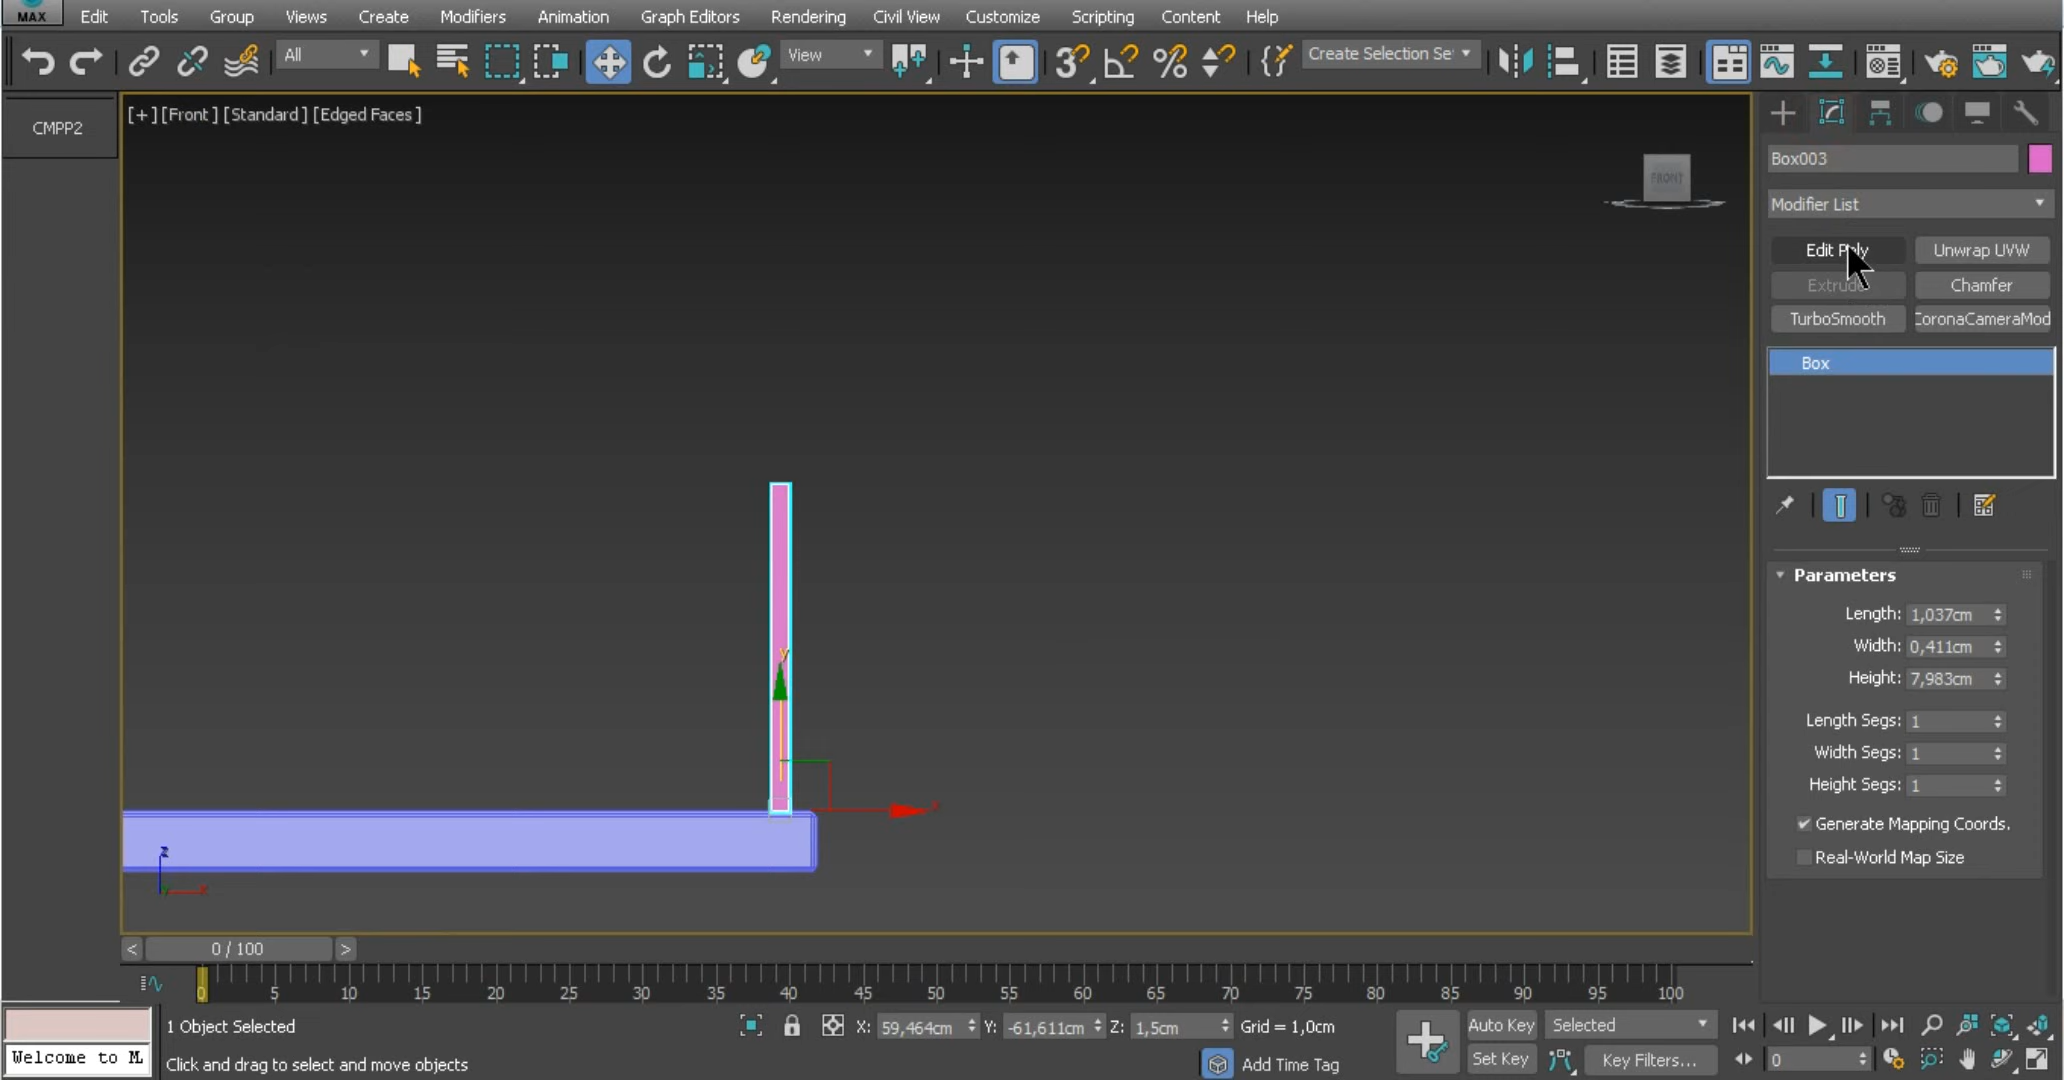 MAX Edit Tools Group Views Create Modifiers Animation Graph Editors Rendering Civil View Customize Scripting Content Help
All View 3 Create Selection Se
CMPP2
[+] [Front] [Standard] [Edged Faces]
FRONT
Box003
Modifier List
Edit Poly Unwrap UVW
Extrude Chamfer
TurboSmooth CoronaCameraMod
Box
Parameters
Length: 1,037cm
Width: 0,411cm
Height: 7,983cm
Length Segs: 1
Width Segs: 1
Height Segs: 1
Generate Mapping Coords.
Real-World Map Size
y
x
z
x
< 0 / 100 >
0 5 10 15 20 25 30 35 40 45 50 55 60 65 70 75 80 85 90 95 100
1 Object Selected X: 59,464cm Y: -61,611cm Z: 1,5cm Grid = 1,0cm Auto Key Selected
Welcome to M Click and drag to select and move objects Add Time Tag Set Key Key Filters... 0